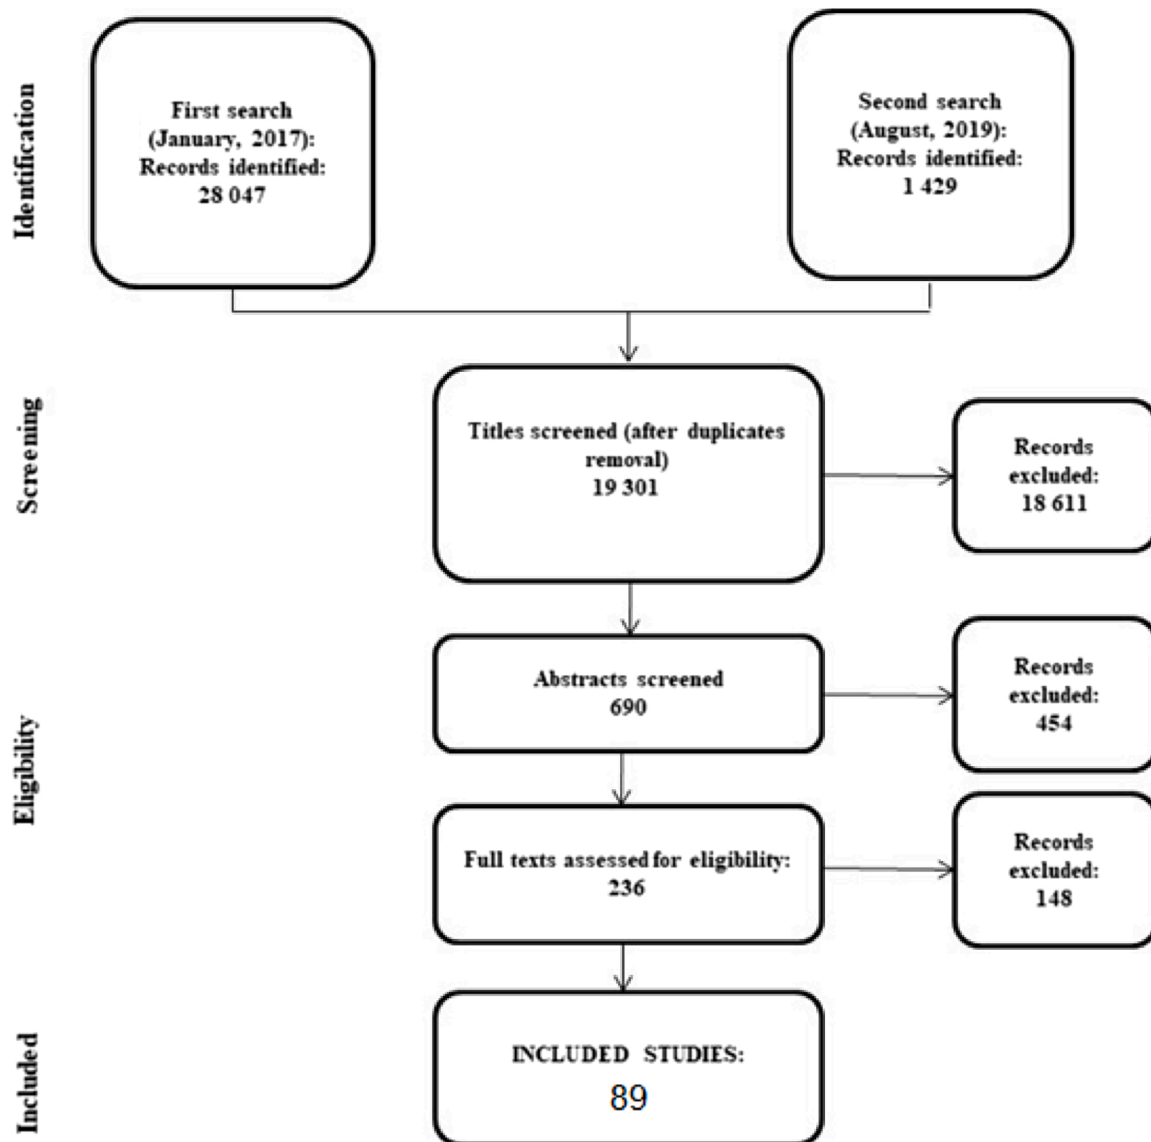 Identification
First search
(January, 2017):
Records identified:
28 047
Second search
(August, 2019):
Records identified:
1 429
Screening
Titles screened (after duplicates
removal)
19 301
Records
excluded:
18 611
Eligibility
Abstracts screened
690
Records
excluded:
454
Full texts assessed for eligibility:
236
Records
excluded:
148
Included
INCLUDED STUDIES:
89